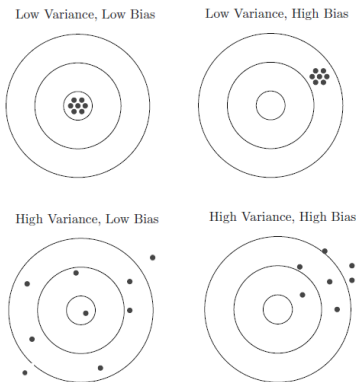 Low Variance, Low Bias
Low Variance, High Bias
High Variance, Low Bias
High Variance, High Bias